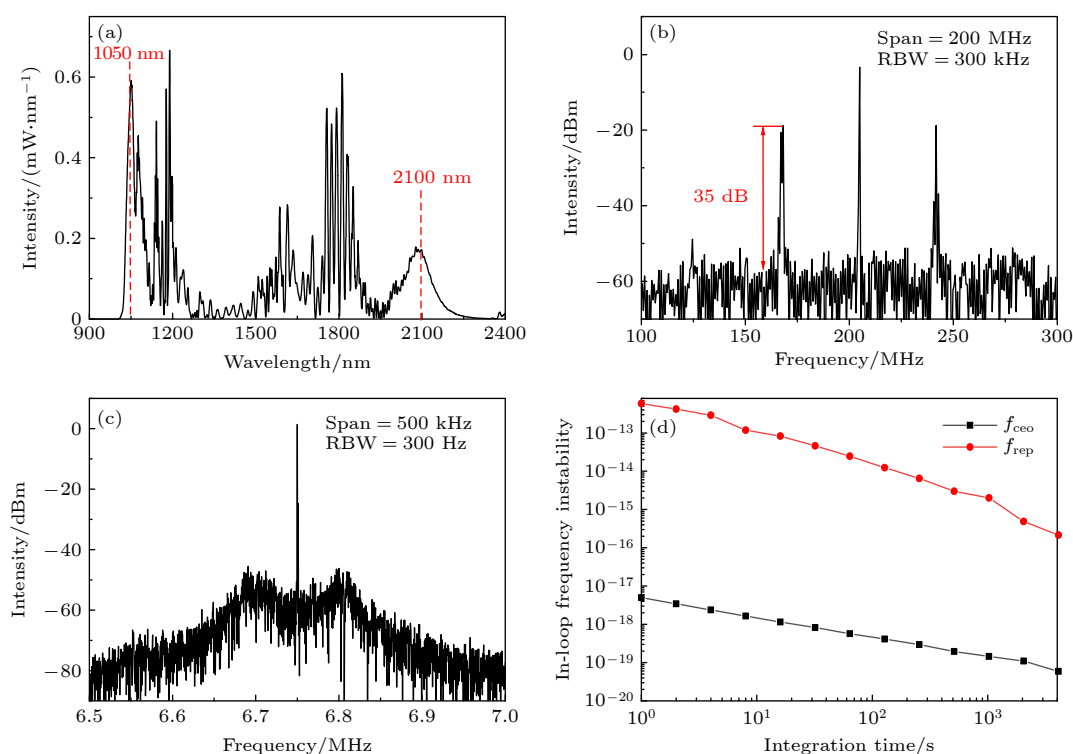 (a)
1050 nm
2100 nm
Intensity/(mW·nm⁻¹)
0.6
0.4
0.2
0
900 1200 1500 1800 2100 2400
Wavelength/nm
(b)
Span = 200 MHz
RBW = 300 kHz
35 dB
Intensity/dBm
0
−20
−40
−60
100 150 200 250 300
Frequency/MHz
(c)
Span = 500 kHz
RBW = 300 Hz
Intensity/dBm
0
−20
−40
−60
−80
6.5 6.6 6.7 6.8 6.9 7.0
Frequency/MHz
(d)
f_ceo
f_rep
In-loop frequency instability
10⁻¹³
10⁻¹⁴
10⁻¹⁵
10⁻¹⁶
10⁻¹⁷
10⁻¹⁸
10⁻¹⁹
10⁻²⁰
10⁰ 10¹ 10² 10³
Integration time/s